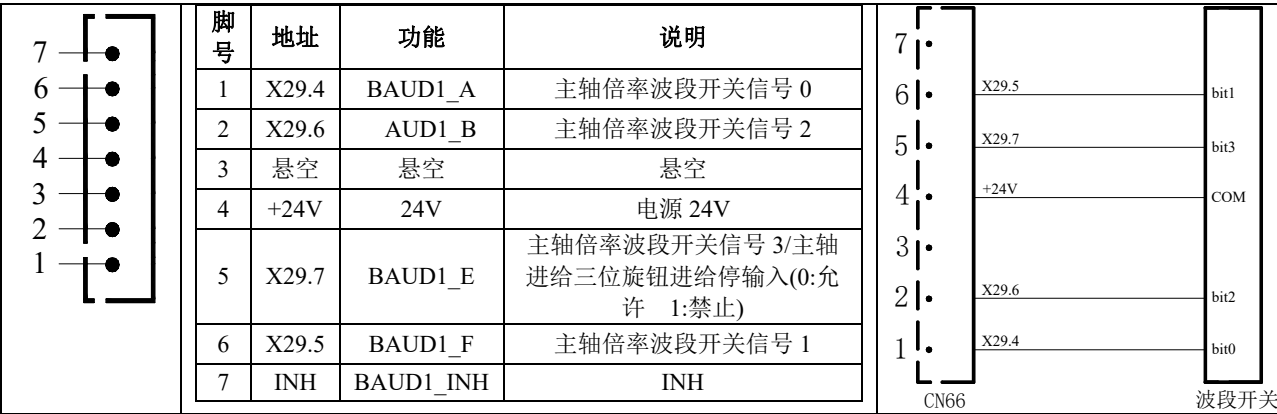 7
6
5
4
3
2
1
脚号 地址 功能 说明
1 X29.4 BAUD1_A 主轴倍率波段开关信号 0
2 X29.6 AUD1_B 主轴倍率波段开关信号 2
3 悬空 悬空 悬空
4 +24V 24V 电源 24V
5 X29.7 BAUD1_E 主轴倍率波段开关信号 3/主轴
进给三位旋钮进给停输入(0:允
许 1:禁止)
6 X29.5 BAUD1_F 主轴倍率波段开关信号 1
7 INH BAUD1_INH INH
7
6 X29.5 bit1
5 X29.7 bit3
4 +24V COM
3
2 X29.6 bit2
1 X29.4 bit0
CN66 波段开关